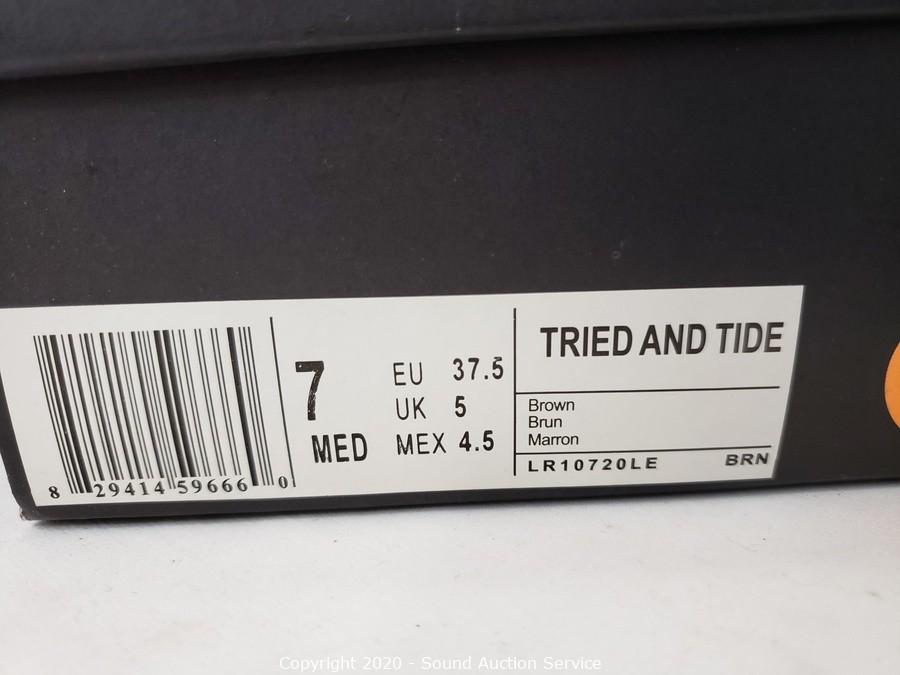 8 29414 59666 0
7
MED
EU 37.5
UK 5
MEX 4.5
TRIED AND TIDE
Brown
Brun
Marron
LR10720LE BRN
Copyright 2020 - Sound Auction Service